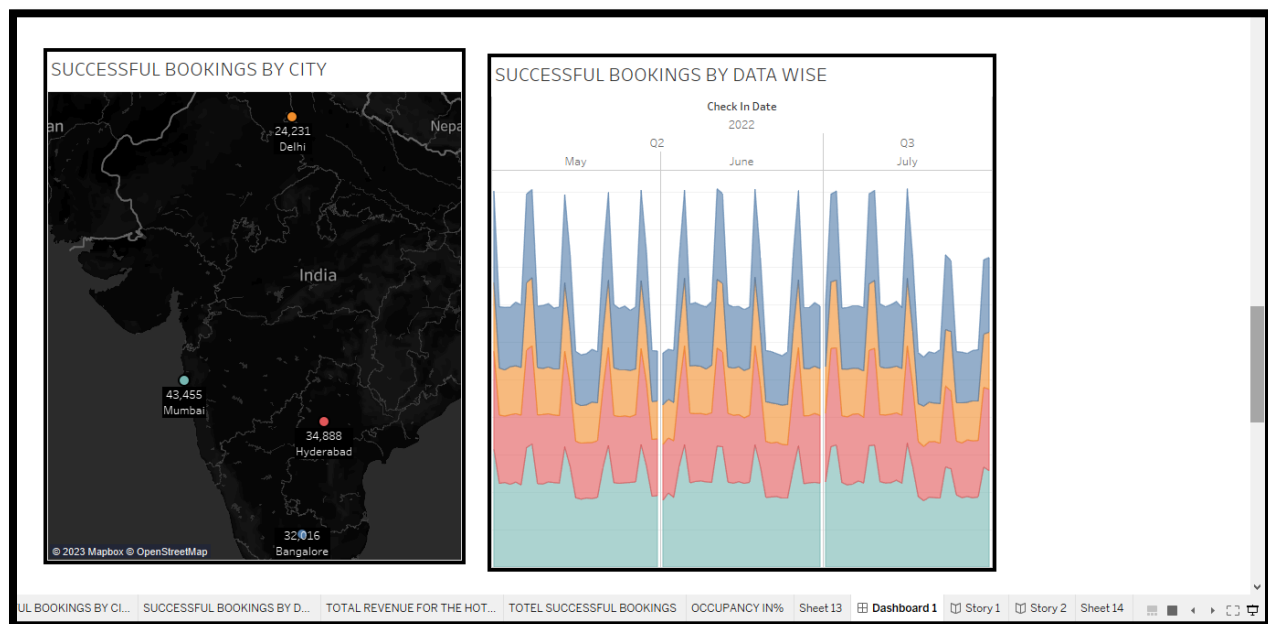 SUCCESSFUL BOOKINGS BY CITY
an
Nepa
24,231
Delhi
India
43,455
Mumbai
34,888
Hyderabad
32,016
Bangalore
© 2023 Mapbox © OpenStreetMap
SUCCESSFUL BOOKINGS BY DATA WISE
Check In Date
2022
Q2 Q3
May June July
UL BOOKINGS BY CI... SUCCESSFUL BOOKINGS BY D... TOTAL REVENUE FOR THE HOT... TOTEL SUCCESSFUL BOOKINGS OCCUPANCY IN% Sheet 13 Dashboard 1 Story 1 Story 2 Sheet 14